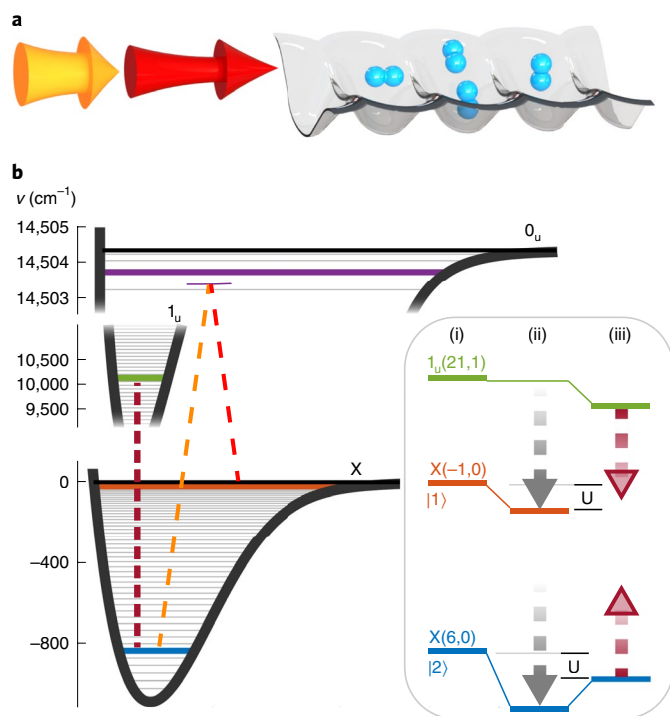 a
b
ν (cm⁻¹)
14,505
0ᵤ
14,504
14,503
1ᵤ
(i) (ii) (iii)
10,500
1ᵤ(21,1)
10,000
9,500
X
0
X(−1,0)
|1⟩
U
−400
−800
X(6,0)
|2⟩
U